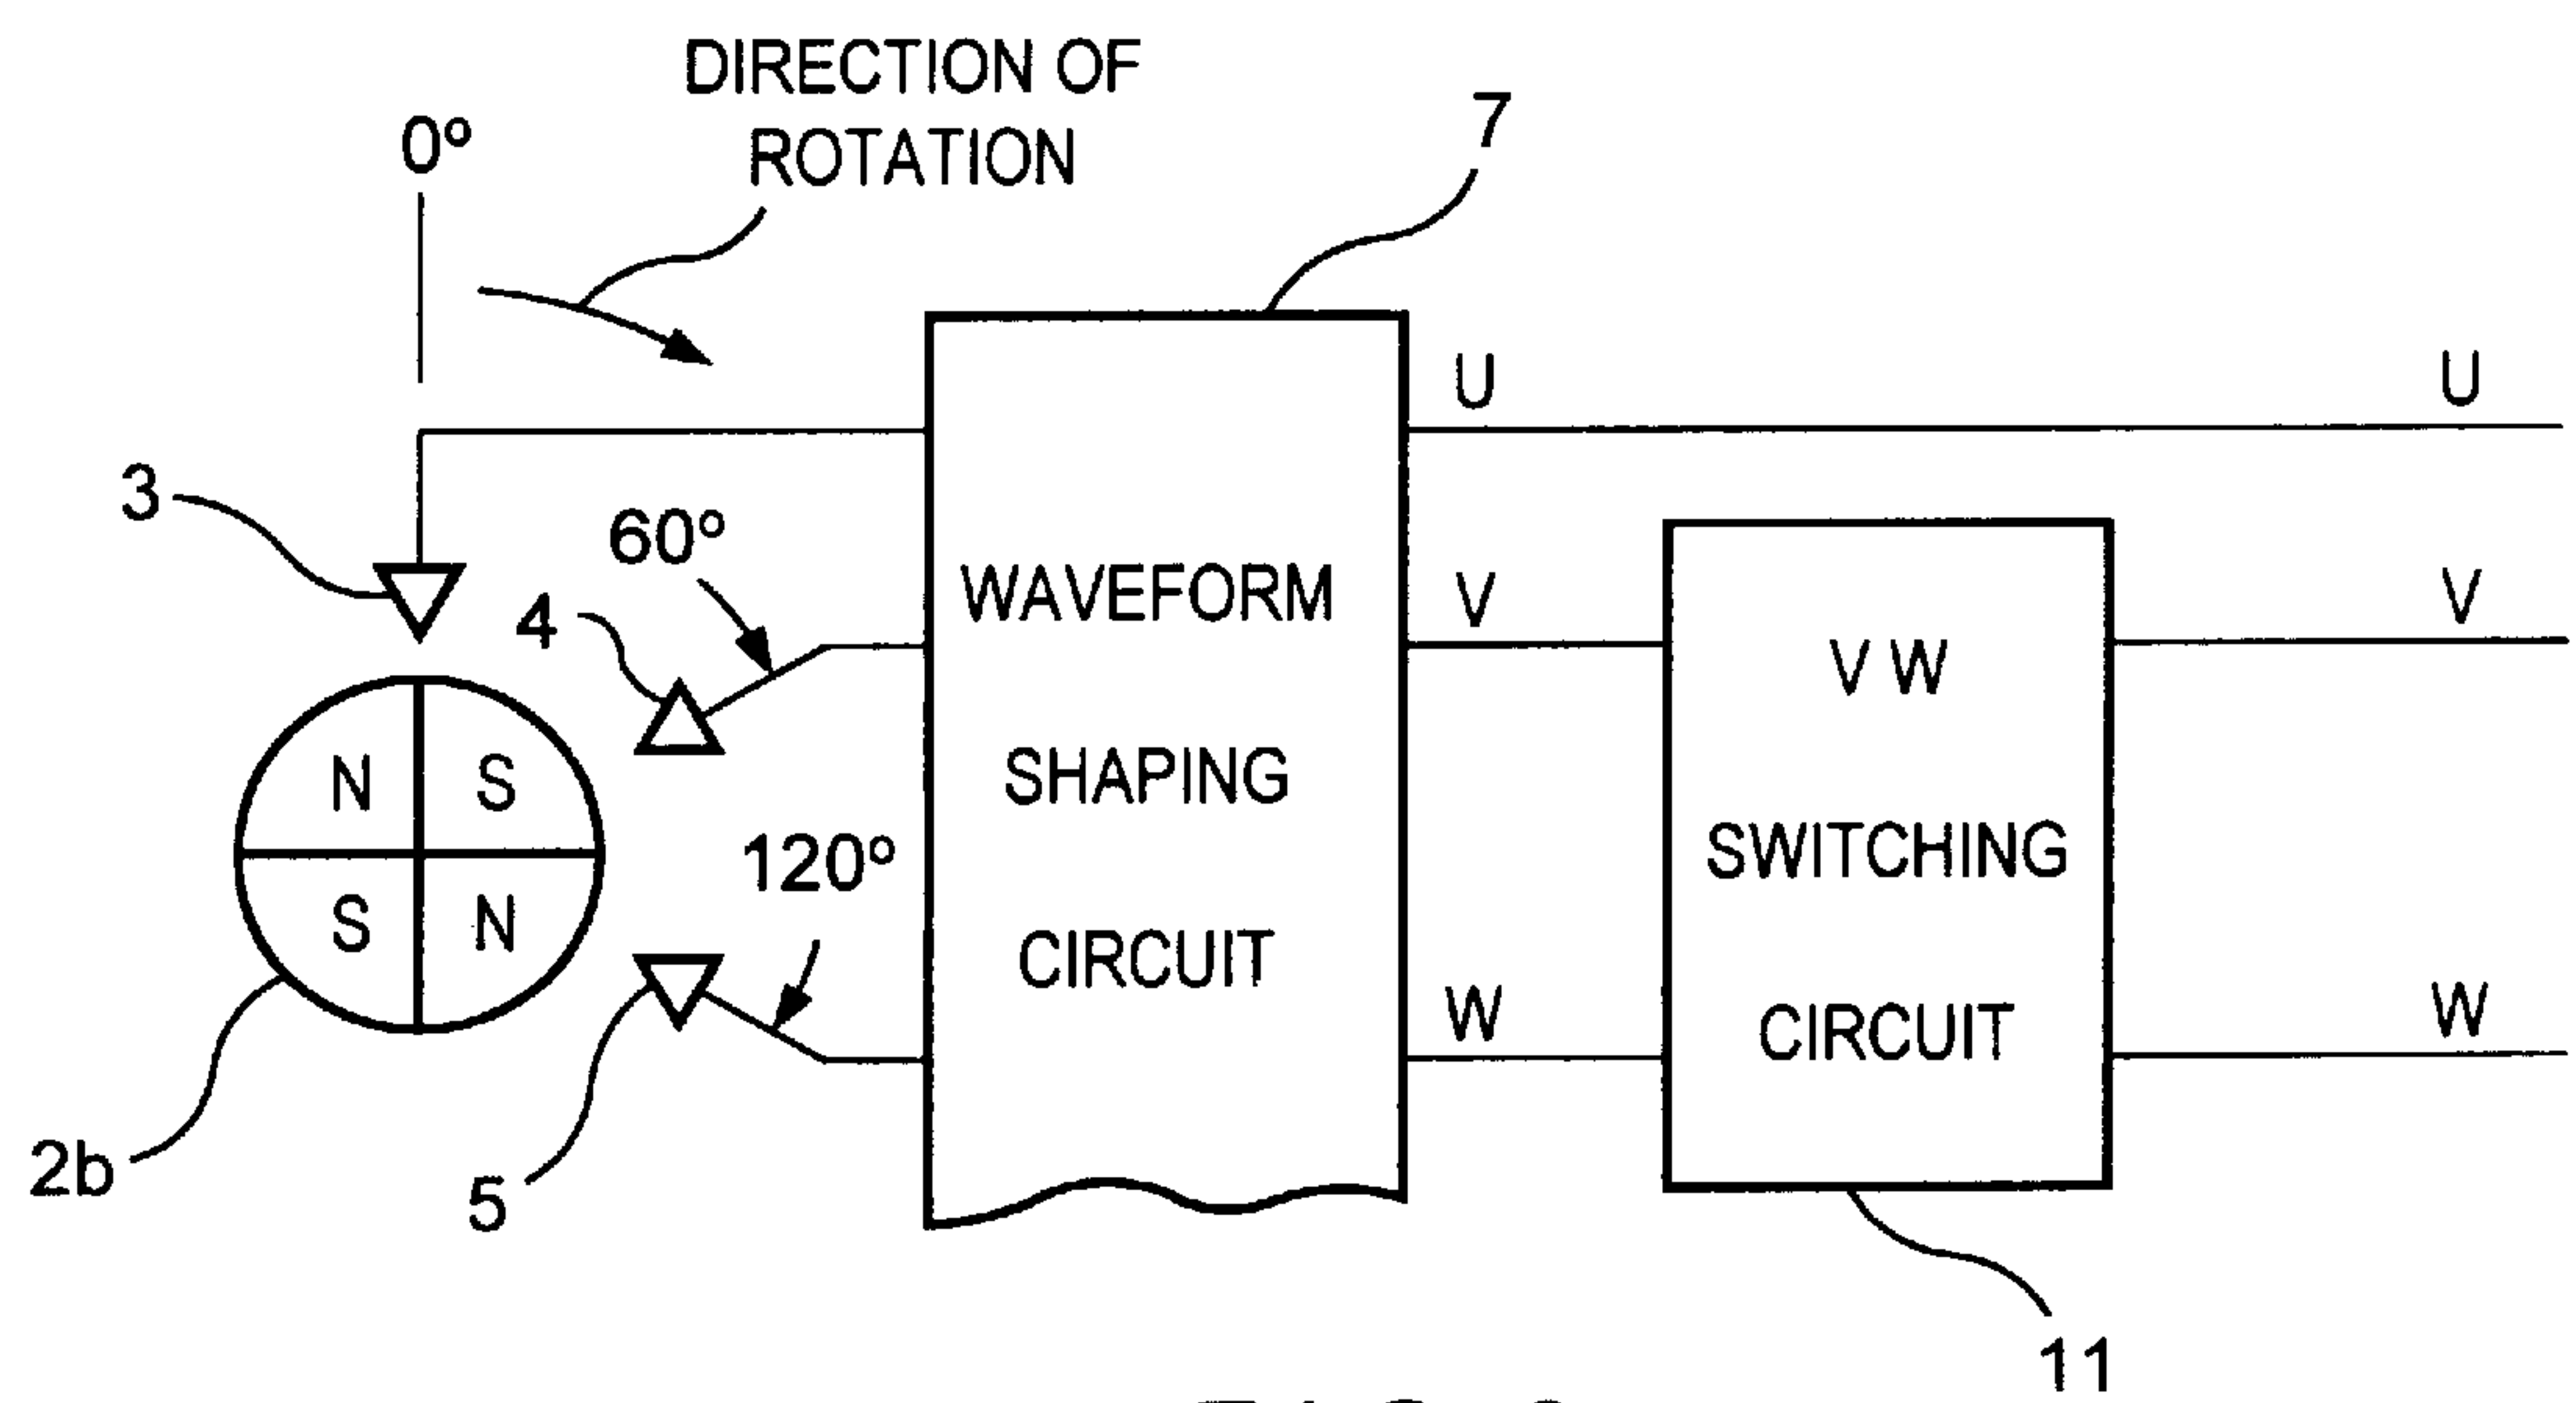 DIRECTION OF
ROTATION
0°
7
U
U
3
60°
4
WAVEFORM
SHAPING
CIRCUIT
V
V
V W
SWITCHING
CIRCUIT
N S
S N
120°
W
W
2b
5
11